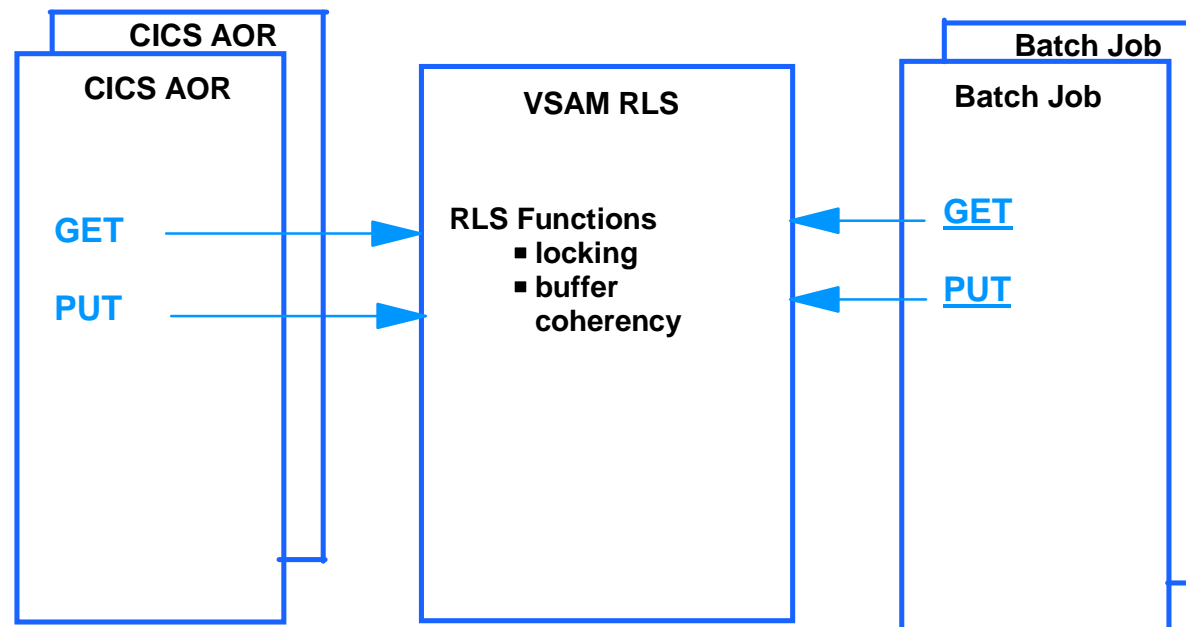 CICS AOR
CICS AOR
GET
PUT
VSAM RLS
RLS Functions
▪ locking
▪ buffer
coherency
Batch Job
Batch Job
GET
PUT